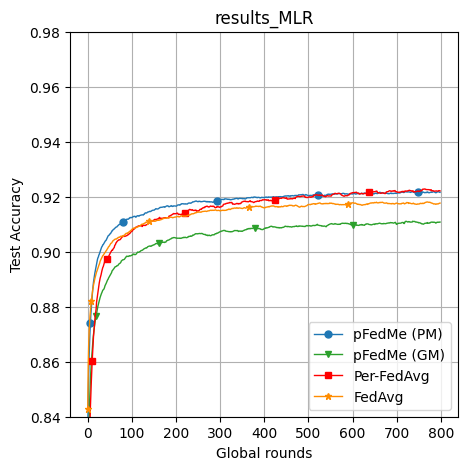 results_MLR
Test Accuracy
0.98
0.96
0.94
0.92
0.90
0.88
0.86
0.84
0 100 200 300 400 500 600 700 800
Global rounds
pFedMe (PM)
pFedMe (GM)
Per-FedAvg
FedAvg